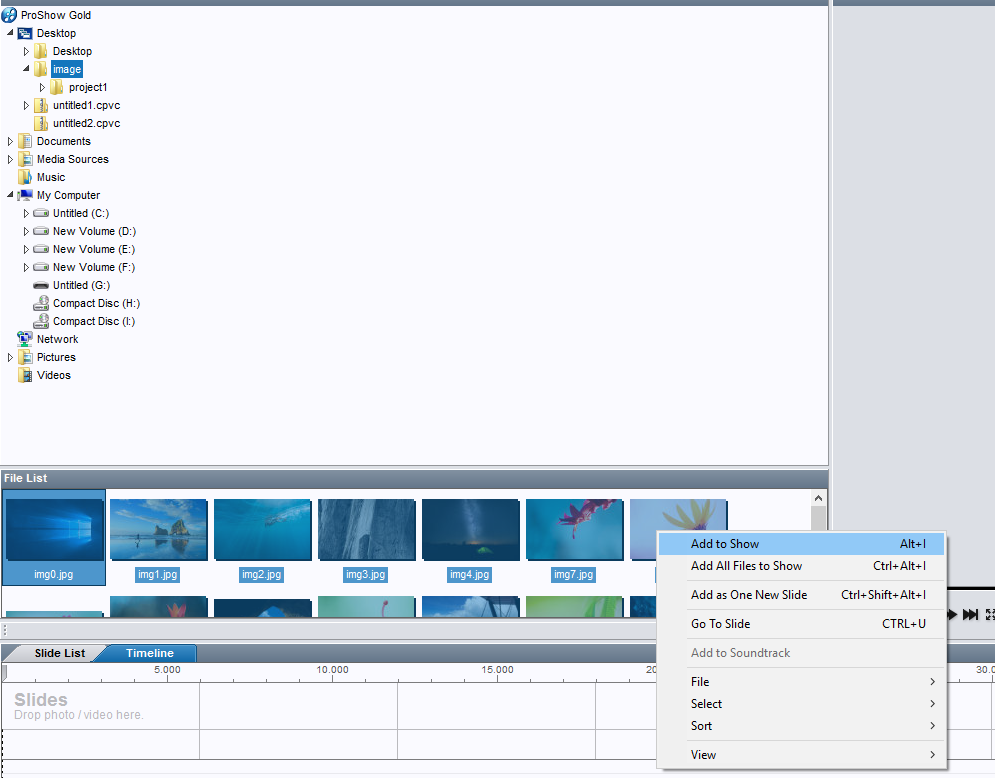 ProShow Gold
Desktop
Desktop
image
project1
untitled1.cpvc
untitled2.cpvc
Documents
Media Sources
Music
My Computer
Untitled (C:)
New Volume (D:)
New Volume (E:)
New Volume (F:)
Untitled (G:)
Compact Disc (H:)
Compact Disc (I:)
Network
Pictures
Videos
File List
img0.jpg img1.jpg img2.jpg img3.jpg img4.jpg img7.jpg
Add to Show Alt+I
Add All Files to Show Ctrl+Alt+I
Add as One New Slide Ctrl+Shift+Alt+I
Go To Slide CTRL+U
Add to Soundtrack
File
Select
Sort
View
Slide List Timeline
5.000 10.000 15.000 20 30.0
Slides
Drop photo / video here.